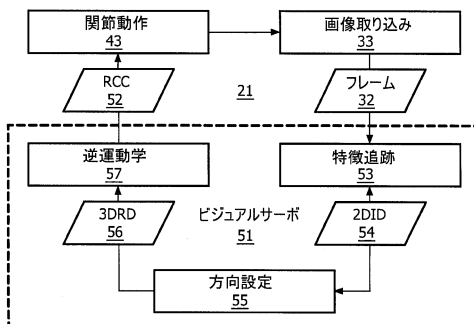 関節動作
43
画像取り込み
33
RCC
52
21
フレーム
32
逆運動学
57
特徴追跡
53
3DRD
56
ビジュアルサーボ
51
2DID
54
方向設定
55